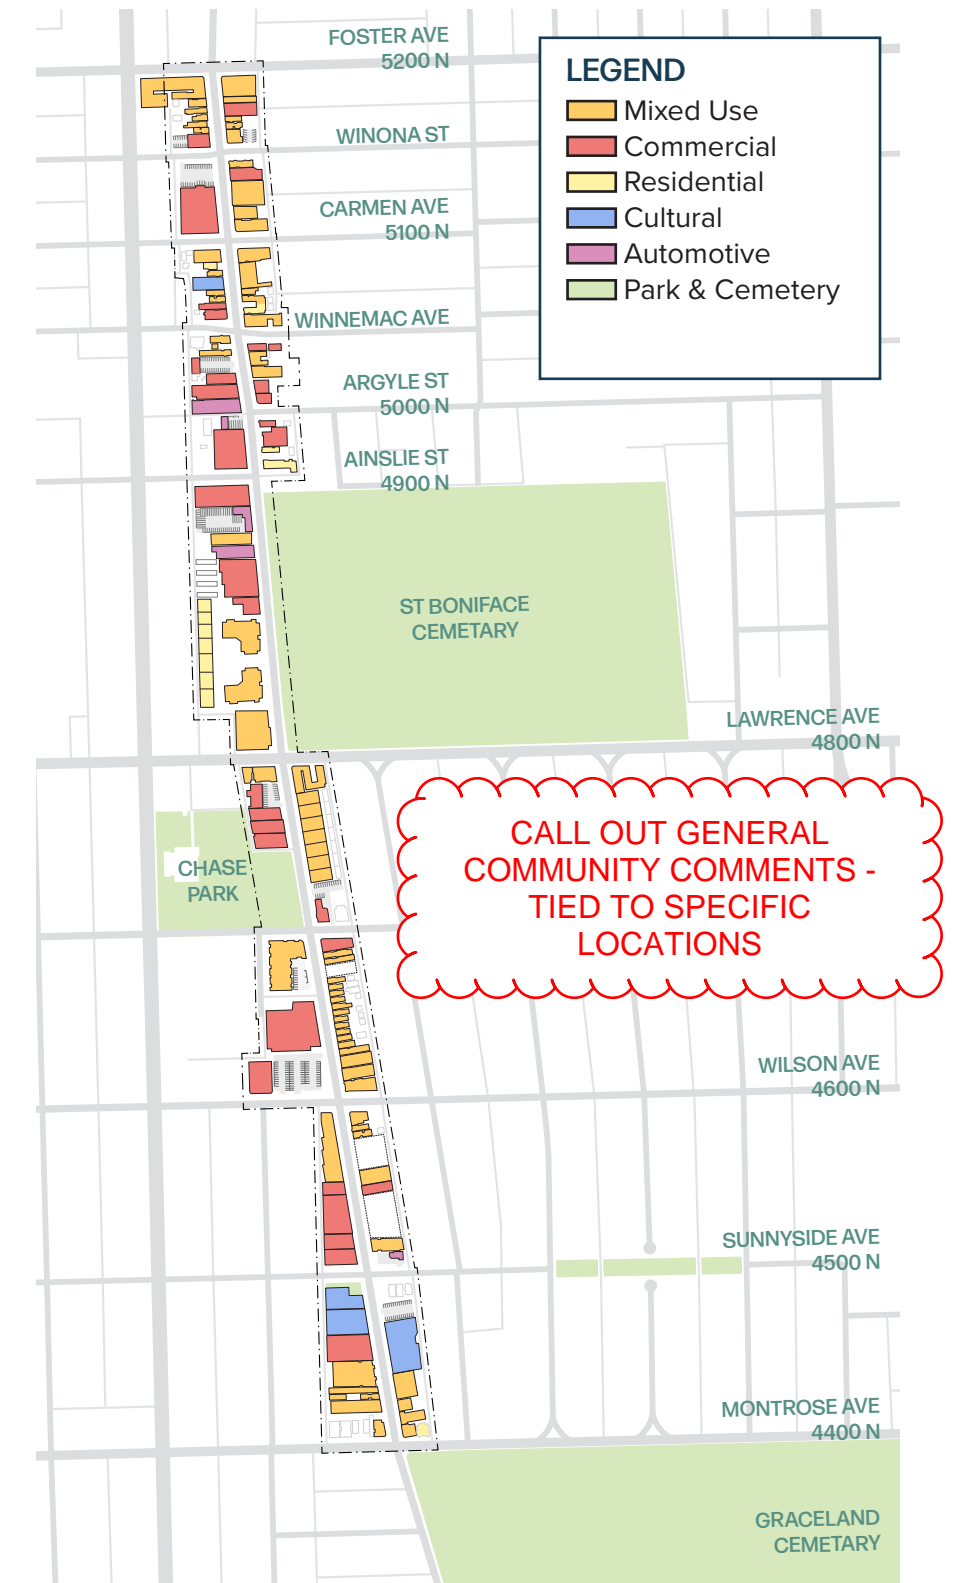 FOSTER AVE
5200 N
WINONA ST
CARMEN AVE
5100 N
WINNEMAC AVE
ARGYLE ST
5000 N
AINSLIE ST
4900 N
LEGEND
Mixed Use
Commercial
Residential
Cultural
Automotive
Park & Cemetery
ST BONIFACE
CEMETARY
LAWRENCE AVE
4800 N
CHASE
PARK
CALL OUT GENERAL
COMMUNITY COMMENTS -
TIED TO SPECIFIC
LOCATIONS
WILSON AVE
4600 N
SUNNYSIDE AVE
4500 N
MONTROSE AVE
4400 N
GRACELAND
CEMETARY